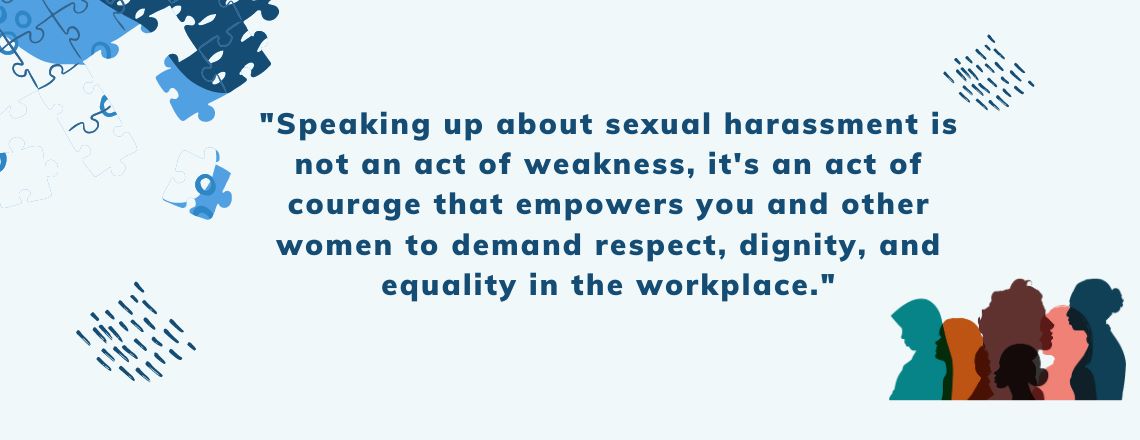 "Speaking up about sexual harassment is
not an act of weakness, it's an act of
courage that empowers you and other
women to demand respect, dignity, and
equality in the workplace."